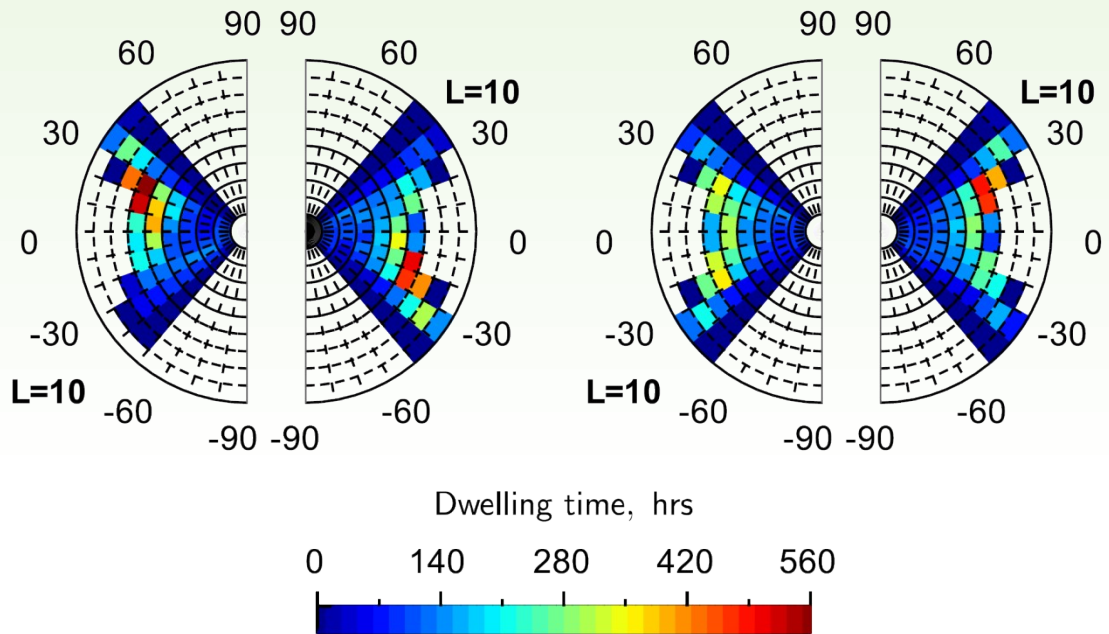 90 90 90 90
60 60 60 60
L=10 L=10
30 30 30 30
0 0 0 0
-30 -30 -30 -30
L=10 L=10
-60 -60 -60 -60
-90 -90 -90 -90
Dwelling time, hrs
0 140 280 420 560